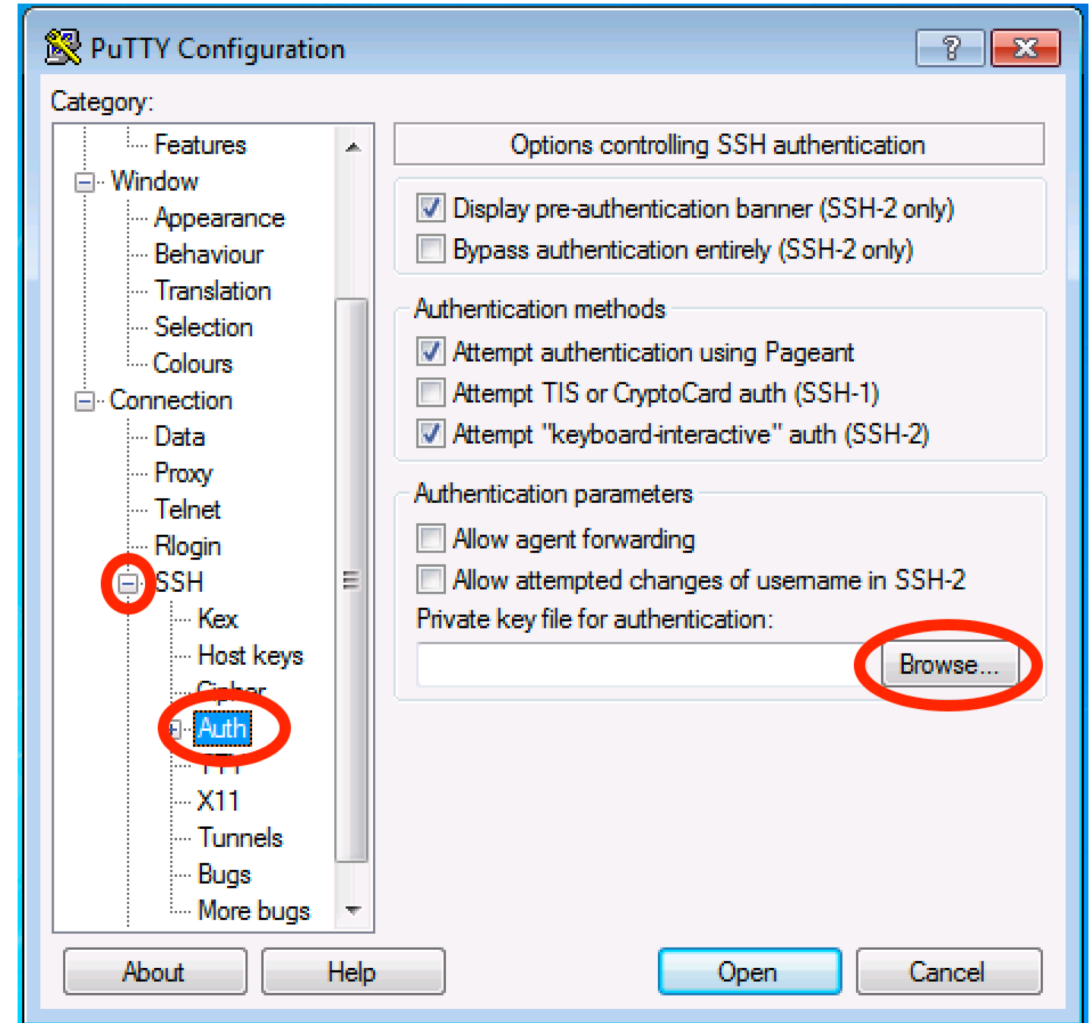 PuTTY Configuration
Category:
Features
Window
Appearance
Behaviour
Translation
Selection
Colours
Connection
Data
Proxy
Telnet
Rlogin
SSH
Kex
Host keys
Cipher
Auth
TTY
X11
Tunnels
Bugs
More bugs
Options controlling SSH authentication
Display pre-authentication banner (SSH-2 only)
Bypass authentication entirely (SSH-2 only)
Authentication methods
Attempt authentication using Pageant
Attempt TIS or CryptoCard auth (SSH-1)
Attempt "keyboard-interactive" auth (SSH-2)
Authentication parameters
Allow agent forwarding
Allow attempted changes of username in SSH-2
Private key file for authentication:
Browse...
About
Help
Open
Cancel